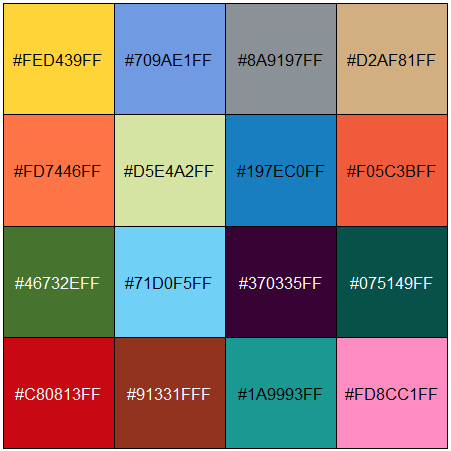 #FED439FF #709AE1FF #8A9197FF #D2AF81FF
#FD7446FF #D5E4A2FF #197EC0FF #F05C3BFF
#46732EFF #71D0F5FF #370335FF #075149FF
#C80813FF #91331FFF #1A9993FF #FD8CC1FF